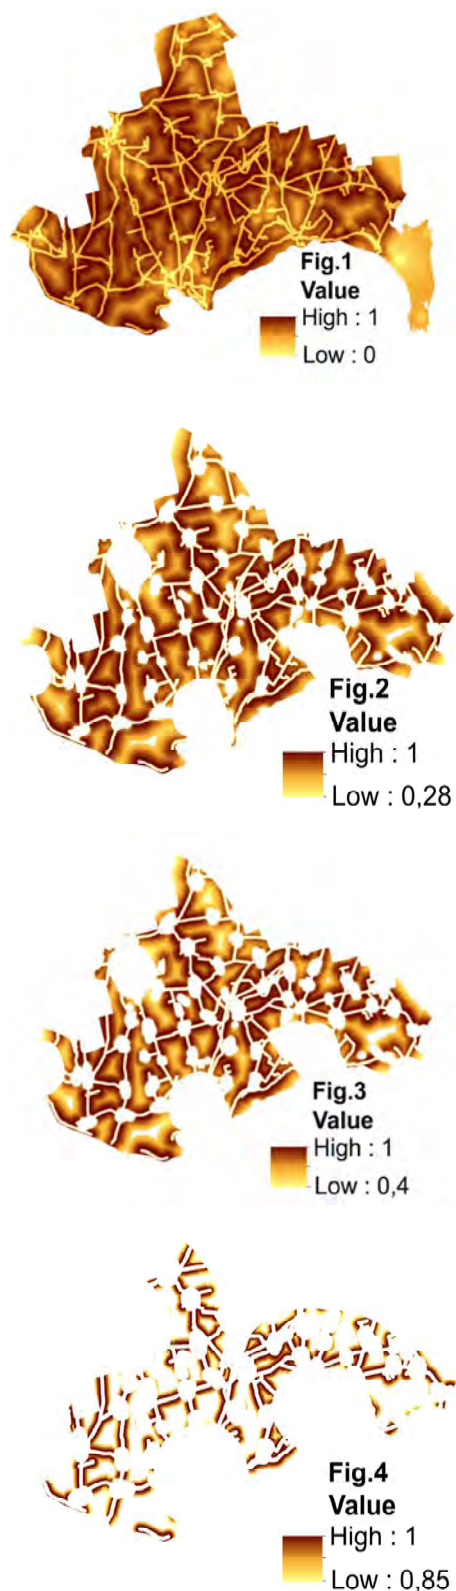 Fig.1
Value
High : 1
Low : 0
Fig.2
Value
High : 1
Low : 0,28
Fig.3
Value
High : 1
Low : 0,4
Fig.4
Value
High : 1
Low : 0,85